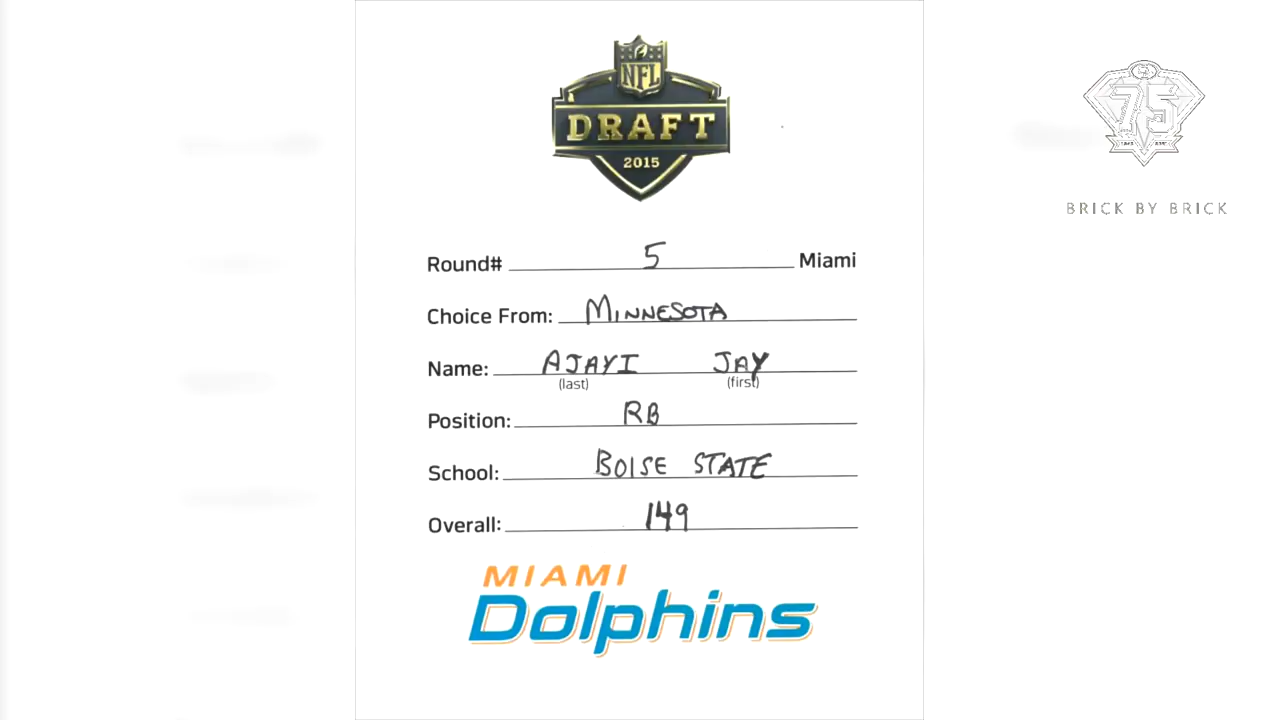 NFL
DRAFT
2015
75
BRICK BY BRICK
Round# 5 Miami
Choice From: MINNESOTA
Name: AJAYI JAY
(last) (first)
Position: RB
School: BOISE STATE
Overall: 149
MIAMI
Dolphins